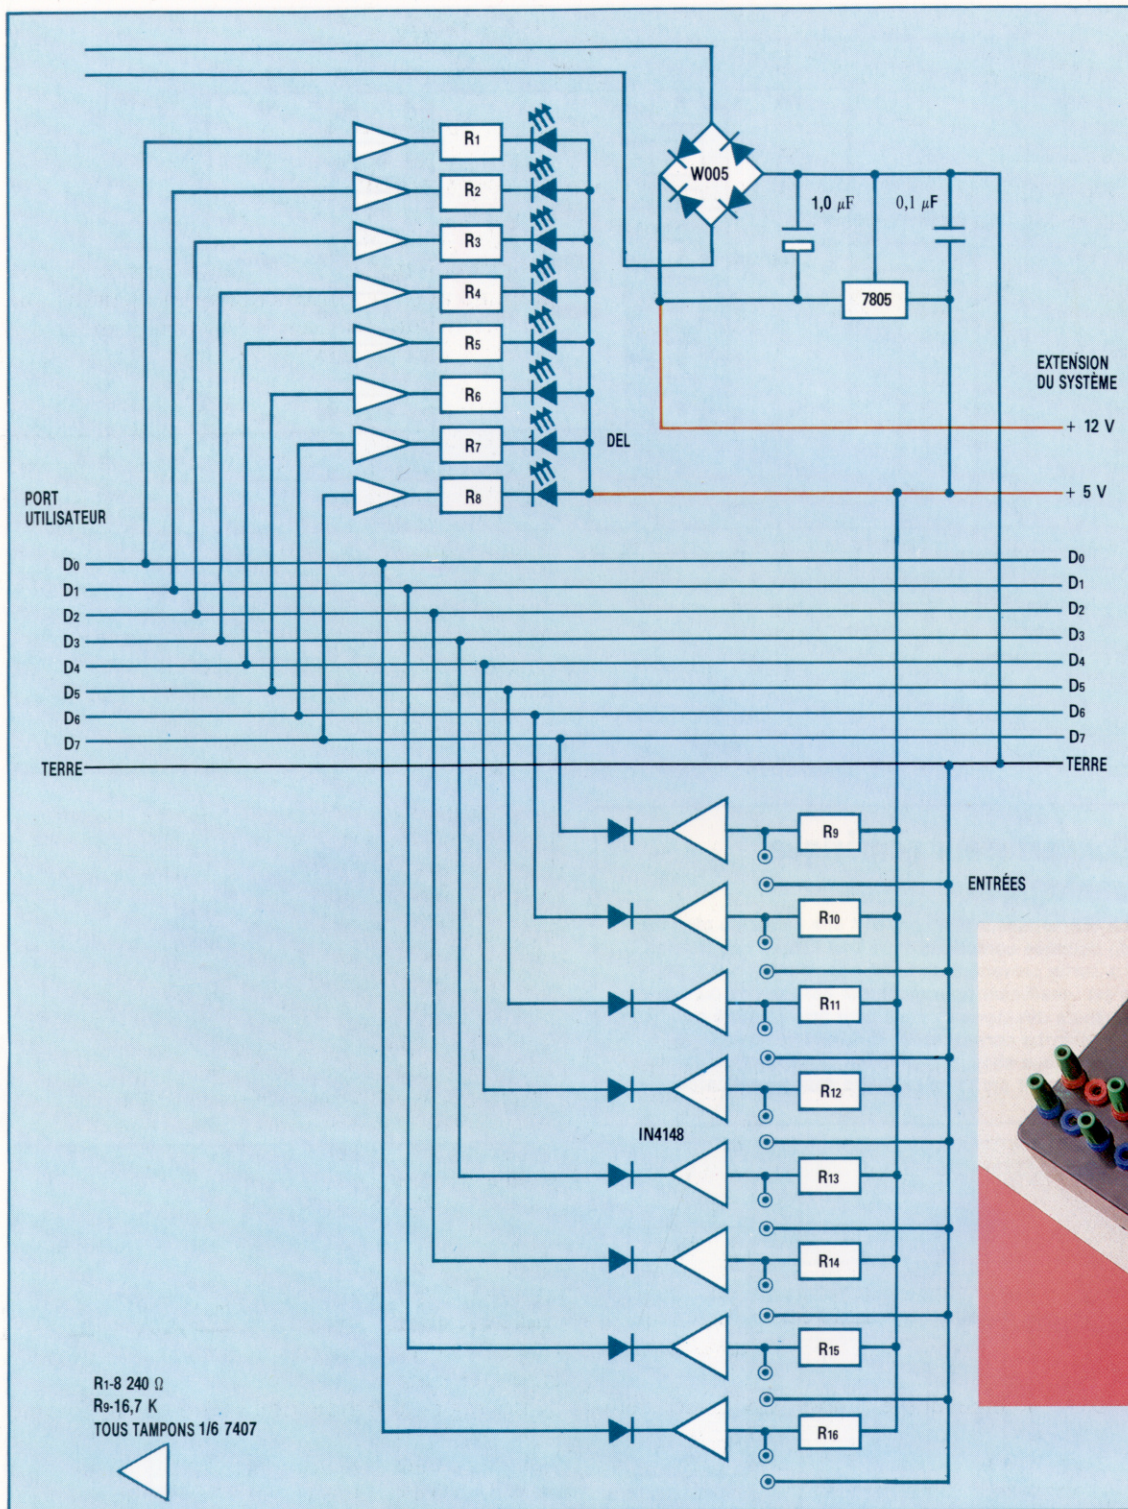 R1
R2
R3
R4
R5
R6
R7
R8
W005
1,0 µF
0,1 µF
7805
EXTENSION
DU SYSTÈME
+ 12 V
DEL
+ 5 V
PORT
UTILISATEUR
D0
D1
D2
D3
D4
D5
D6
D7
TERRE
D0
D1
D2
D3
D4
D5
D6
D7
TERRE
R9
ENTRÉES
R10
R11
R12
IN4148
R13
R14
R15
R16
R1-8 240 Ω
R9-16,7 K
TOUS TAMPONS 1/6 7407